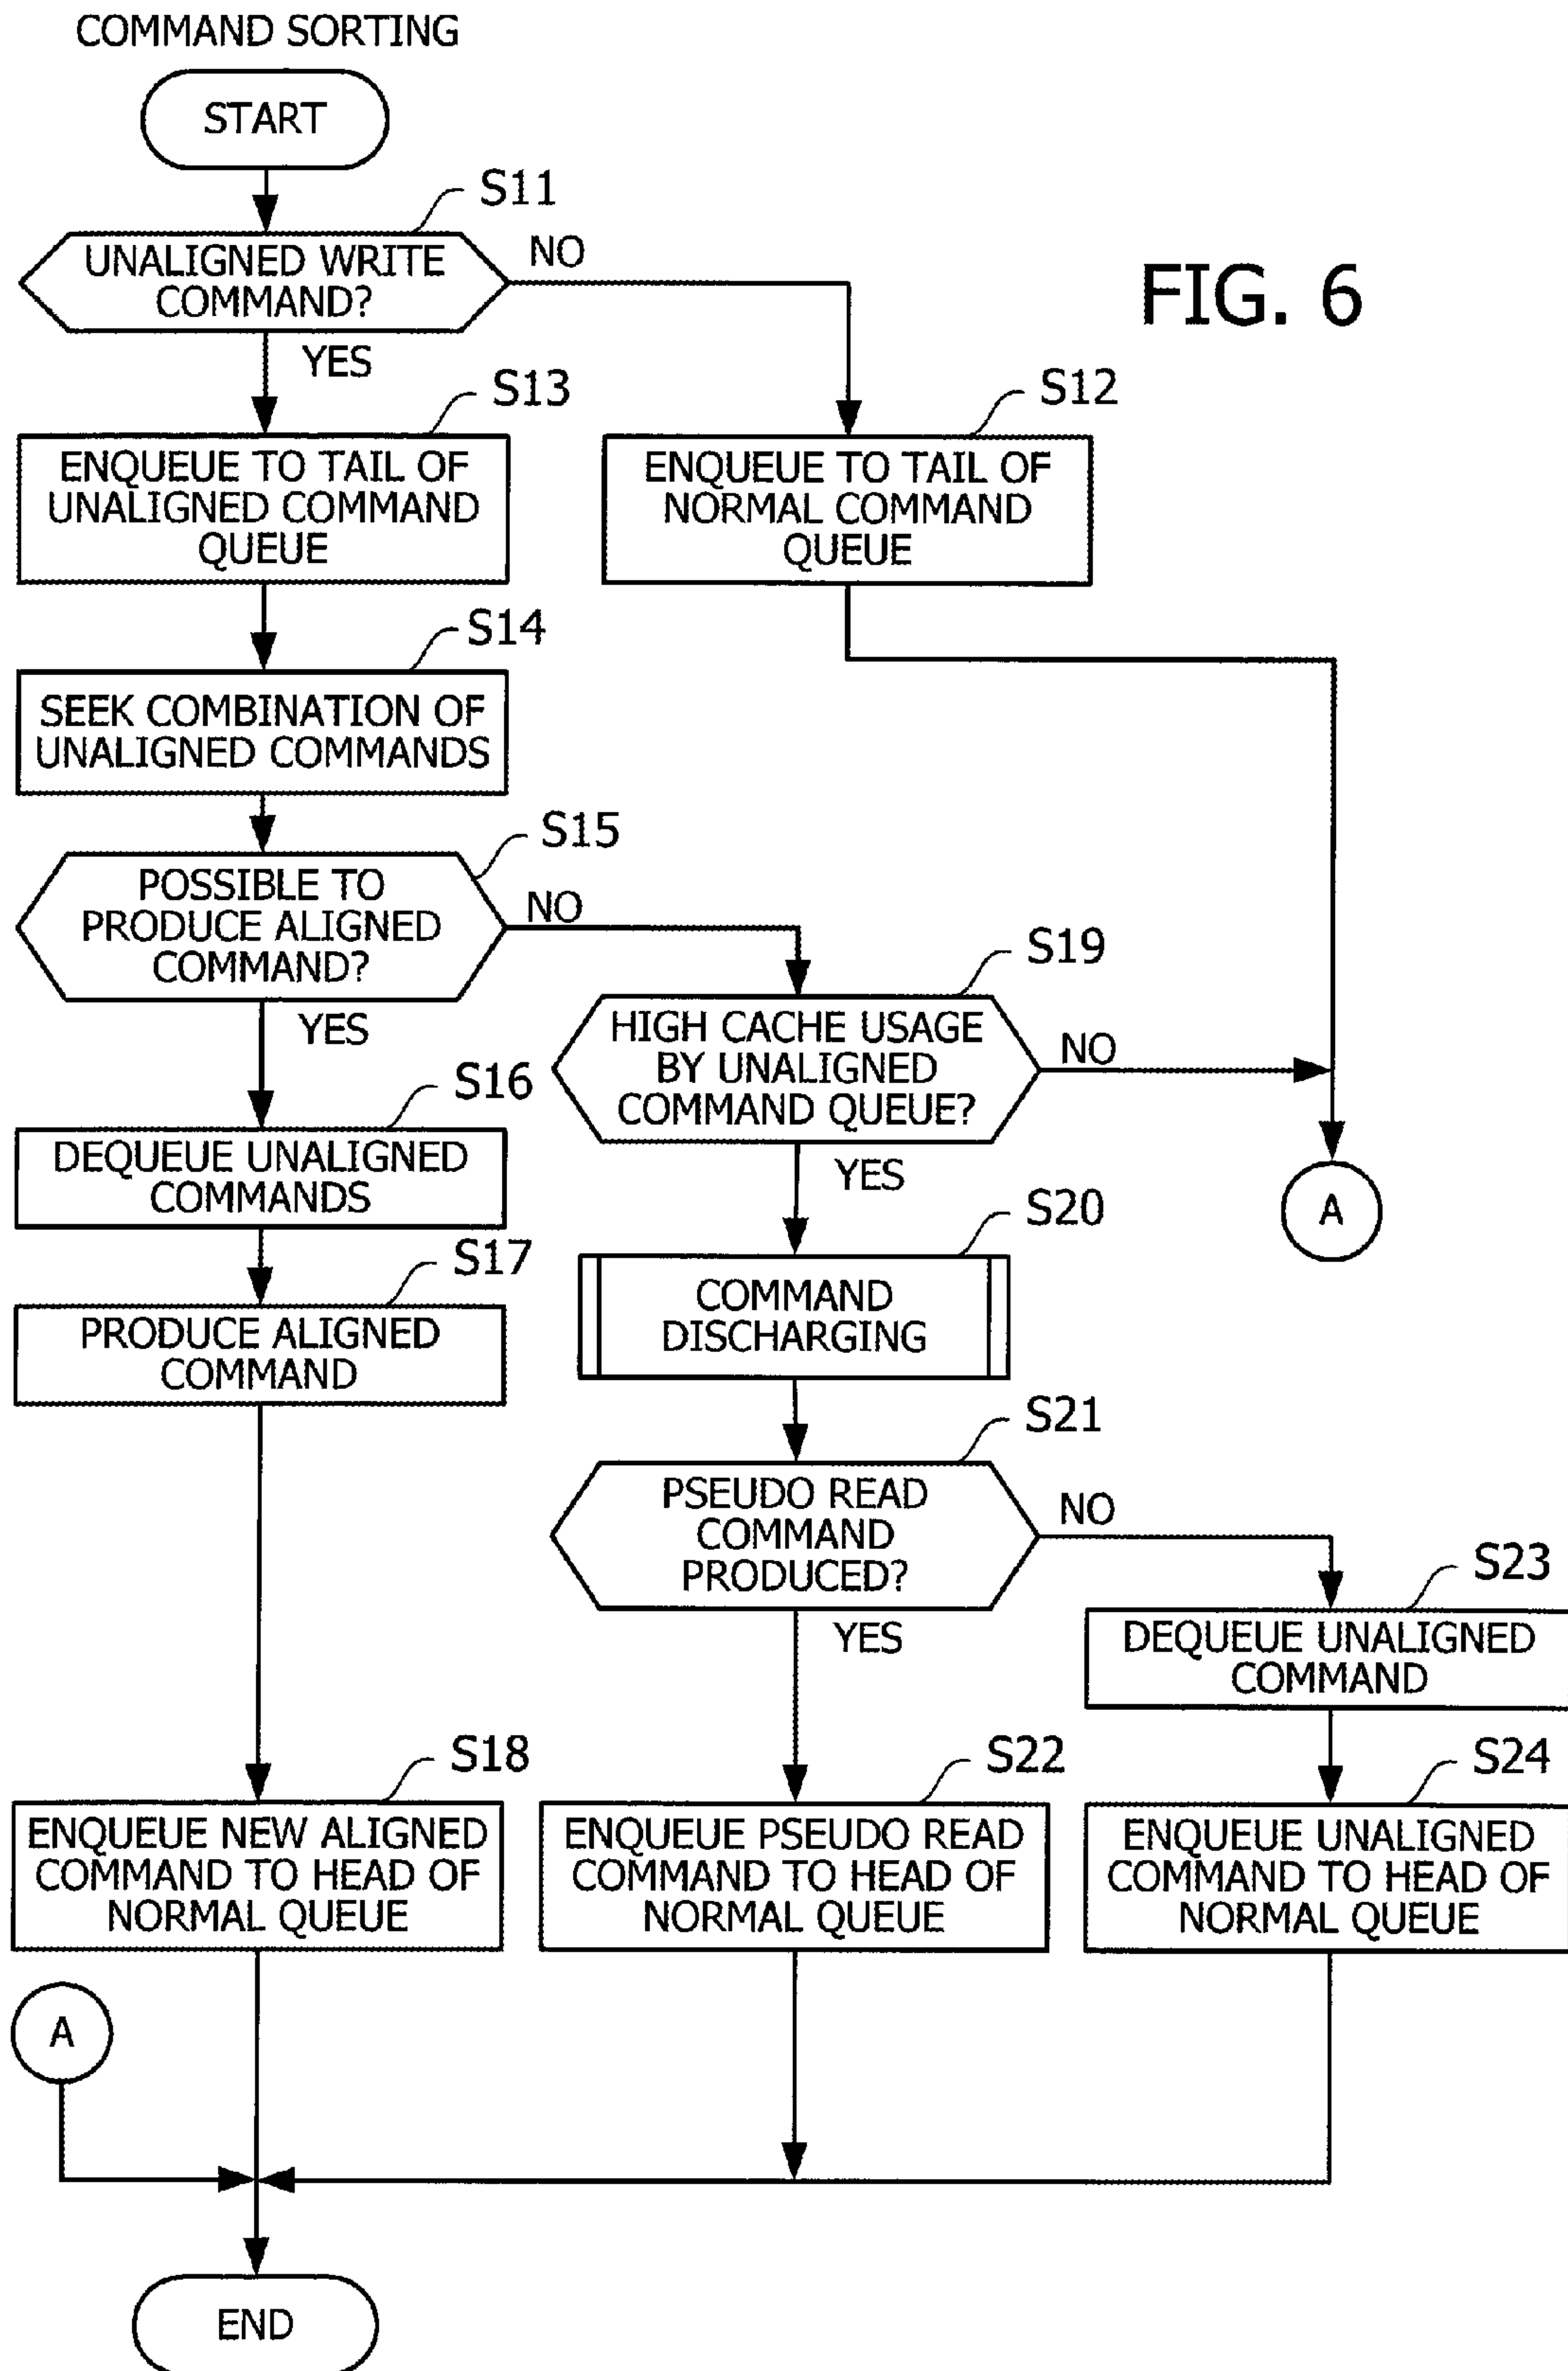 COMMAND SORTING
START
S11
UNALIGNED WRITE
COMMAND?
NO
YES
FIG. 6
S13
ENQUEUE TO TAIL OF
UNALIGNED COMMAND
QUEUE
S12
ENQUEUE TO TAIL OF
NORMAL COMMAND
QUEUE
S14
SEEK COMBINATION OF
UNALIGNED COMMANDS
S15
POSSIBLE TO
PRODUCE ALIGNED
COMMAND?
NO
YES
S19
HIGH CACHE USAGE
BY UNALIGNED
COMMAND QUEUE?
NO
YES
A
S16
DEQUEUE UNALIGNED
COMMANDS
S17
PRODUCE ALIGNED
COMMAND
S20
COMMAND
DISCHARGING
S21
PSEUDO READ
COMMAND
PRODUCED?
NO
YES
S23
DEQUEUE UNALIGNED
COMMAND
S18
ENQUEUE NEW ALIGNED
COMMAND TO HEAD OF
NORMAL QUEUE
S22
ENQUEUE PSEUDO READ
COMMAND TO HEAD OF
NORMAL QUEUE
S24
ENQUEUE UNALIGNED
COMMAND TO HEAD OF
NORMAL QUEUE
A
END